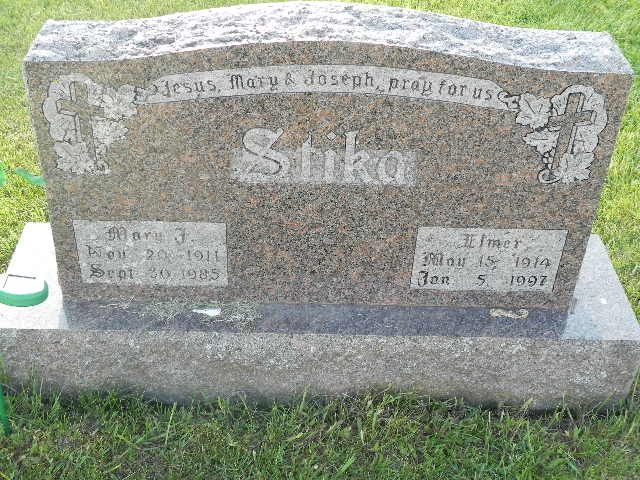 Jesus, Mary & Joseph, pray for us
Stika
Mary J.
Nov. 20, 1911
Sept. 30, 1985
Elmer
May 15, 1914
Jan. 5, 1997